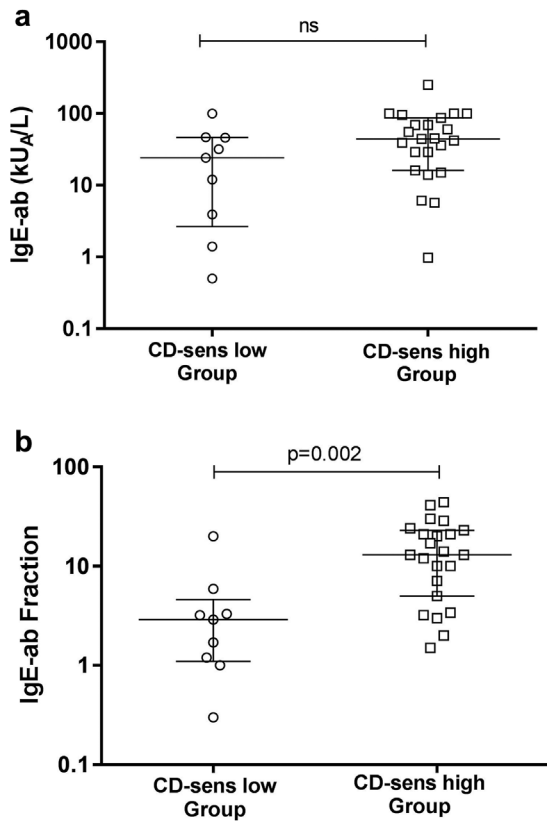 a
ns
1000
100
10
1
0.1
IgE-ab (kUA/L)
CD-sens low
Group
CD-sens high
Group
b
p=0.002
100
10
1
0.1
IgE-ab Fraction
CD-sens low
Group
CD-sens high
Group